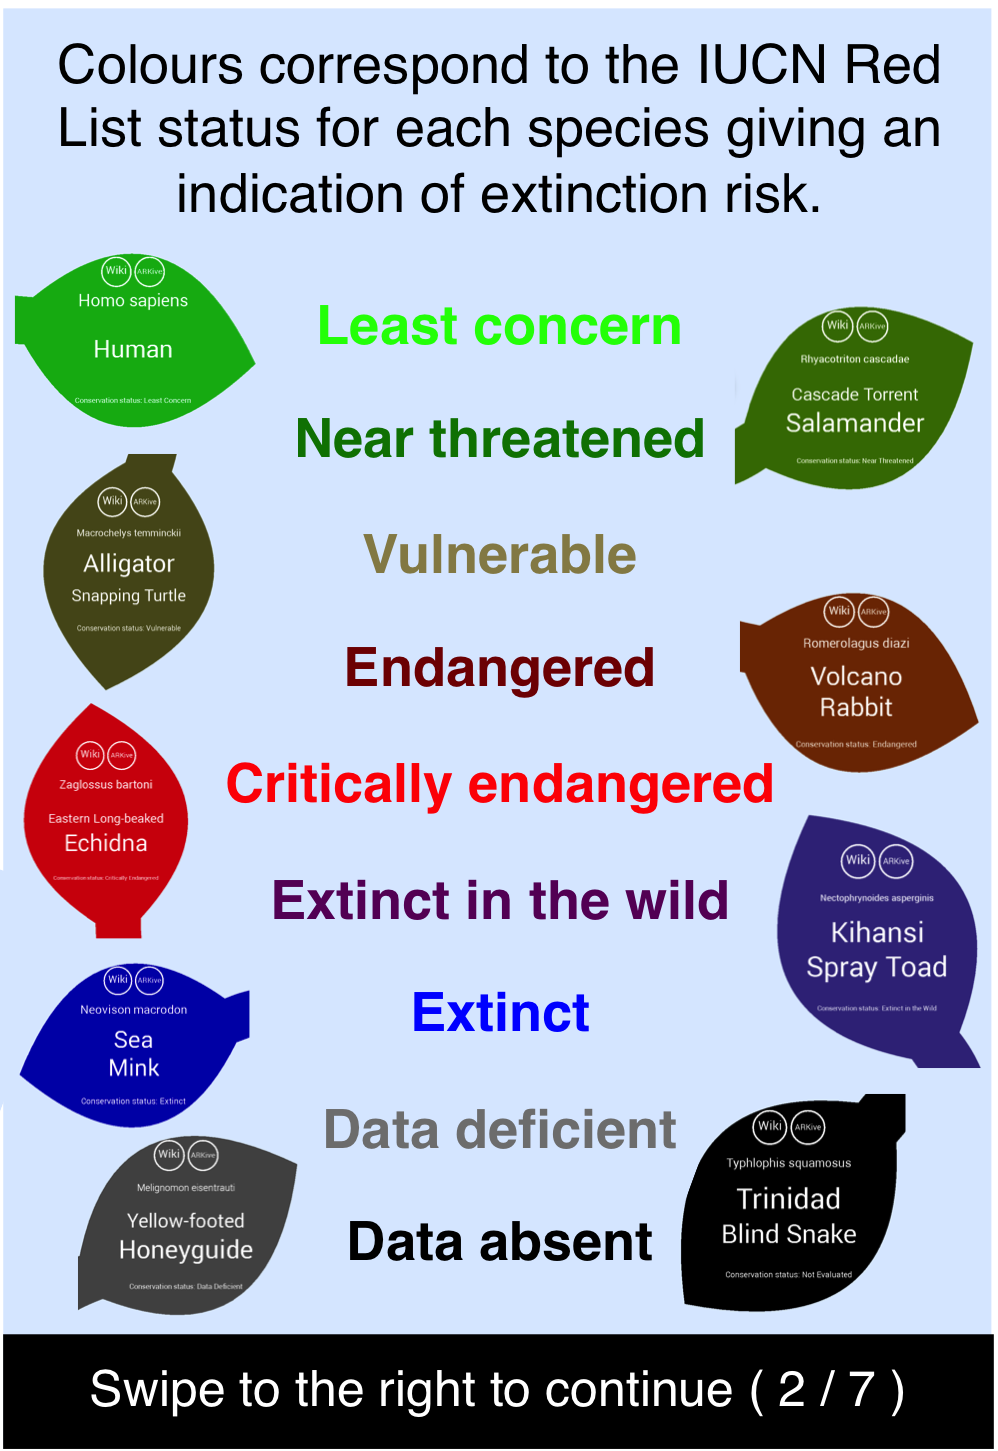 Colours correspond to the IUCN Red
List status for each species giving an
indication of extinction risk.
Wiki ARKive
Homo sapiens
Human
Conservation status: Least Concern
Least concern
Wiki ARKive
Rhyacotriton cascadae
Cascade Torrent
Salamander
Conservation status: Near Threatened
Near threatened
Wiki ARKive
Macrochelys temminckii
Alligator
Snapping Turtle
Conservation status: Vulnerable
Vulnerable
Wiki ARKive
Romerolagus diazi
Volcano
Rabbit
Conservation status: Endangered
Endangered
Wiki ARKive
Zaglossus bartoni
Eastern Long-beaked
Echidna
Conservation status: Critically Endangered
Critically endangered
Wiki ARKive
Nectophrynoides asperginis
Kihansi
Spray Toad
Conservation status: Extinct in the Wild
Extinct in the wild
Wiki ARKive
Neovison macrodon
Sea
Mink
Conservation status: Extinct
Extinct
Wiki ARKive
Melignomon eisentrauti
Yellow-footed
Honeyguide
Conservation status: Data Deficient
Data deficient
Wiki ARKive
Typhlophis squamosus
Trinidad
Blind Snake
Conservation status: Not Evaluated
Data absent
Swipe to the right to continue ( 2 / 7 )